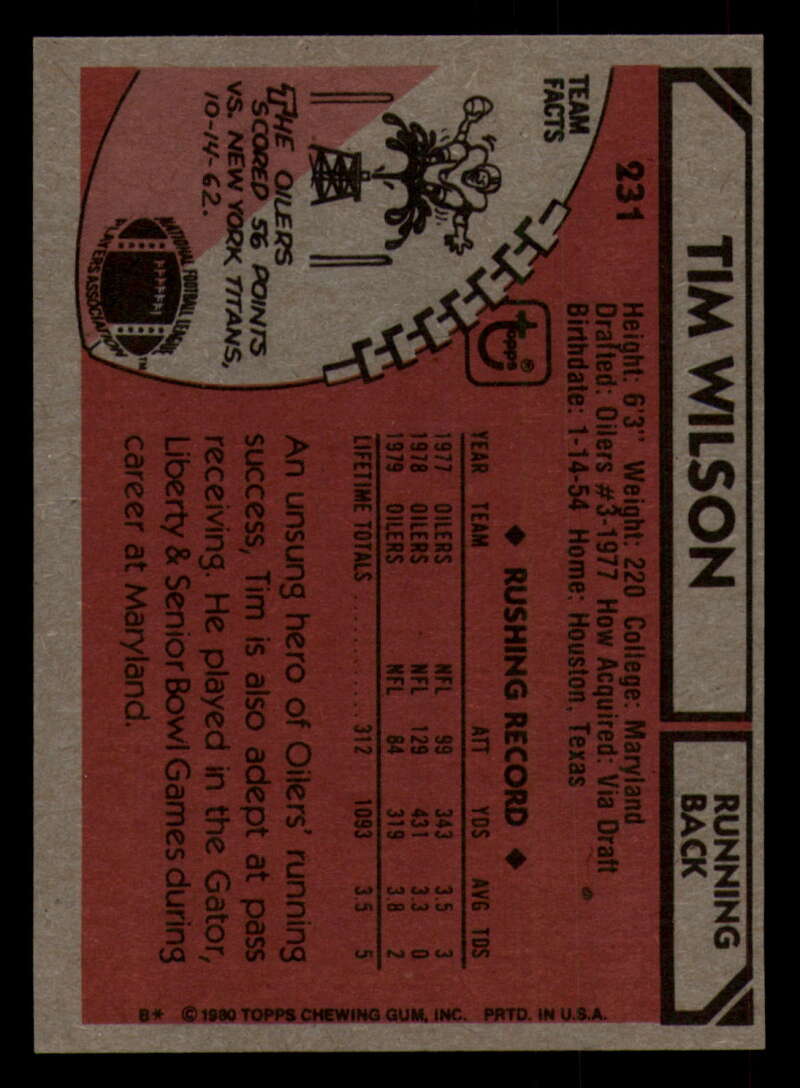 TIM WILSON
RUNNING
BACK
231
Height: 6'3" Weight: 220 College: Maryland
Drafted: Oilers #3-1977 How Acquired: Via Draft
Birthdate: 1-14-54 Home: Houston, Texas
TEAM
FACTS
THE OILERS
SCORED 56 POINTS
VS. NEW YORK TITANS,
10-14-62.
NATIONAL FOOTBALL LEAGUE
PLAYERS ASSOCIATION™
topps®
◆ RUSHING RECORD ◆
YEAR TEAM ATT YDS AVG TDS
1977 OILERS NFL 99 343 3.5 3
1978 OILERS NFL 129 431 3.3 0
1979 OILERS NFL 84 319 3.8 2
LIFETIME TOTALS ............ 312 1093 3.5 5
An unsung hero of Oilers' running
success, Tim is also adept at pass
receiving. He played in the Gator,
Liberty & Senior Bowl Games during
career at Maryland.
B* © 1980 TOPPS CHEWING GUM, INC. PRTD. IN U.S.A.